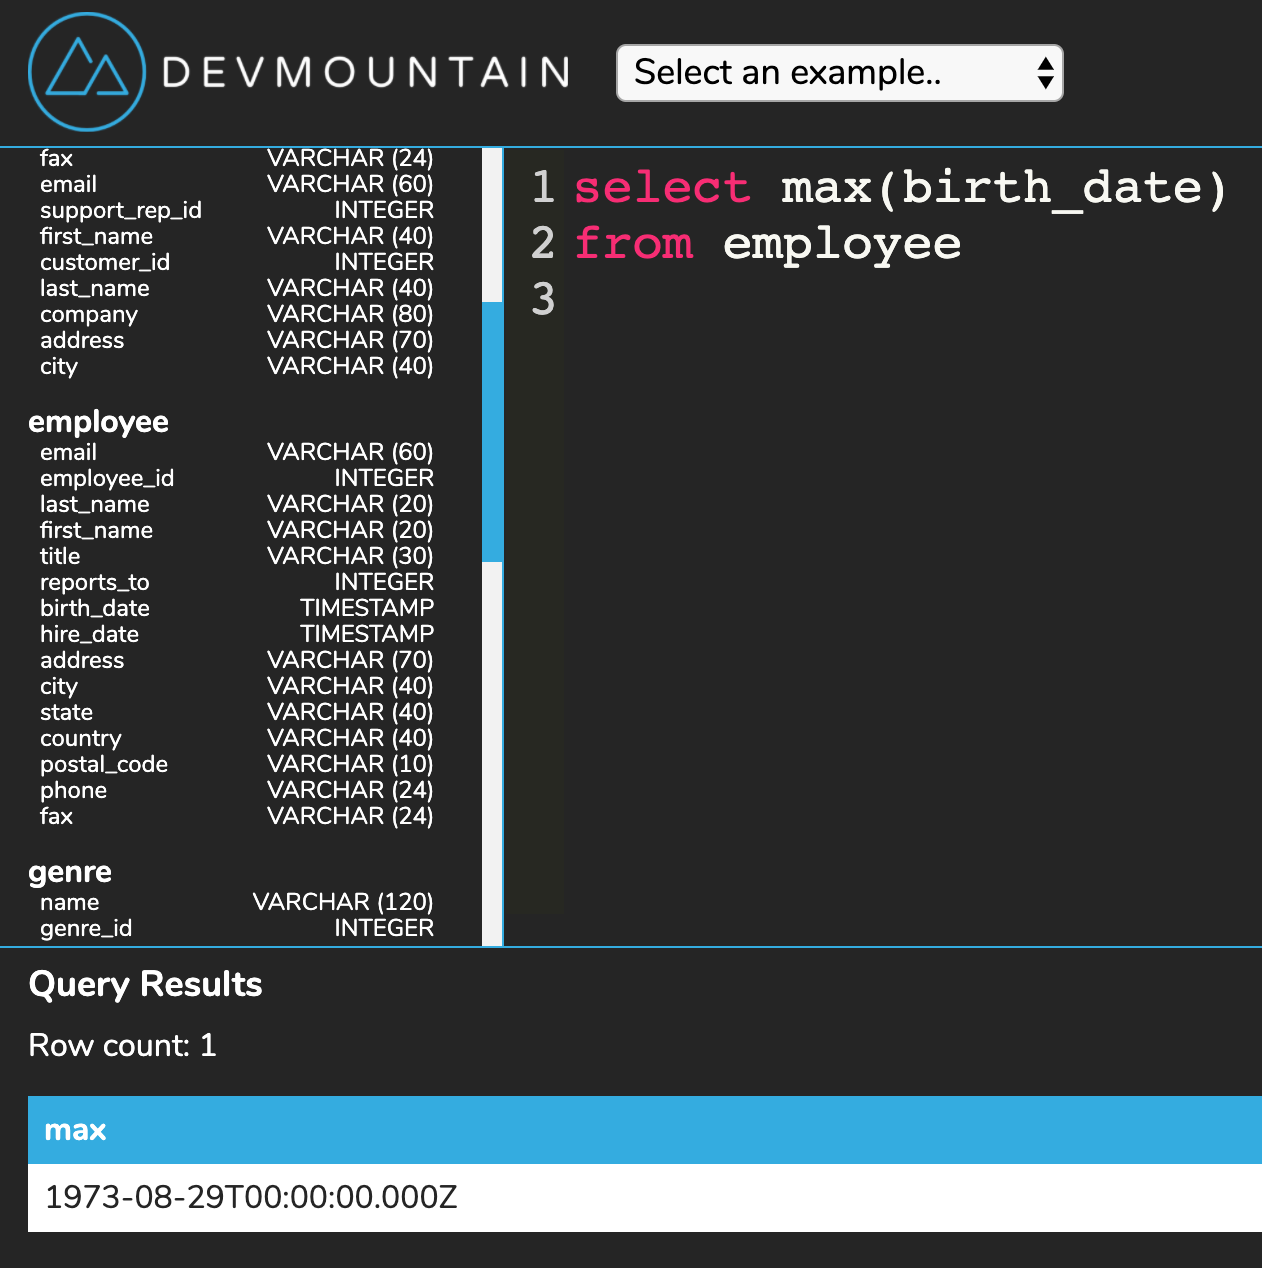 DEVMOUNTAIN
Select an example..
fax VARCHAR (24)
email VARCHAR (60)
support_rep_id INTEGER
first_name VARCHAR (40)
customer_id INTEGER
last_name VARCHAR (40)
company VARCHAR (80)
address VARCHAR (70)
city VARCHAR (40)
employee
email VARCHAR (60)
employee_id INTEGER
last_name VARCHAR (20)
first_name VARCHAR (20)
title VARCHAR (30)
reports_to INTEGER
birth_date TIMESTAMP
hire_date TIMESTAMP
address VARCHAR (70)
city VARCHAR (40)
state VARCHAR (40)
country VARCHAR (40)
postal_code VARCHAR (10)
phone VARCHAR (24)
fax VARCHAR (24)
genre
name VARCHAR (120)
genre_id INTEGER
1 select max(birth_date)
2 from employee
3
Query Results
Row count: 1
max
1973-08-29T00:00:00.000Z